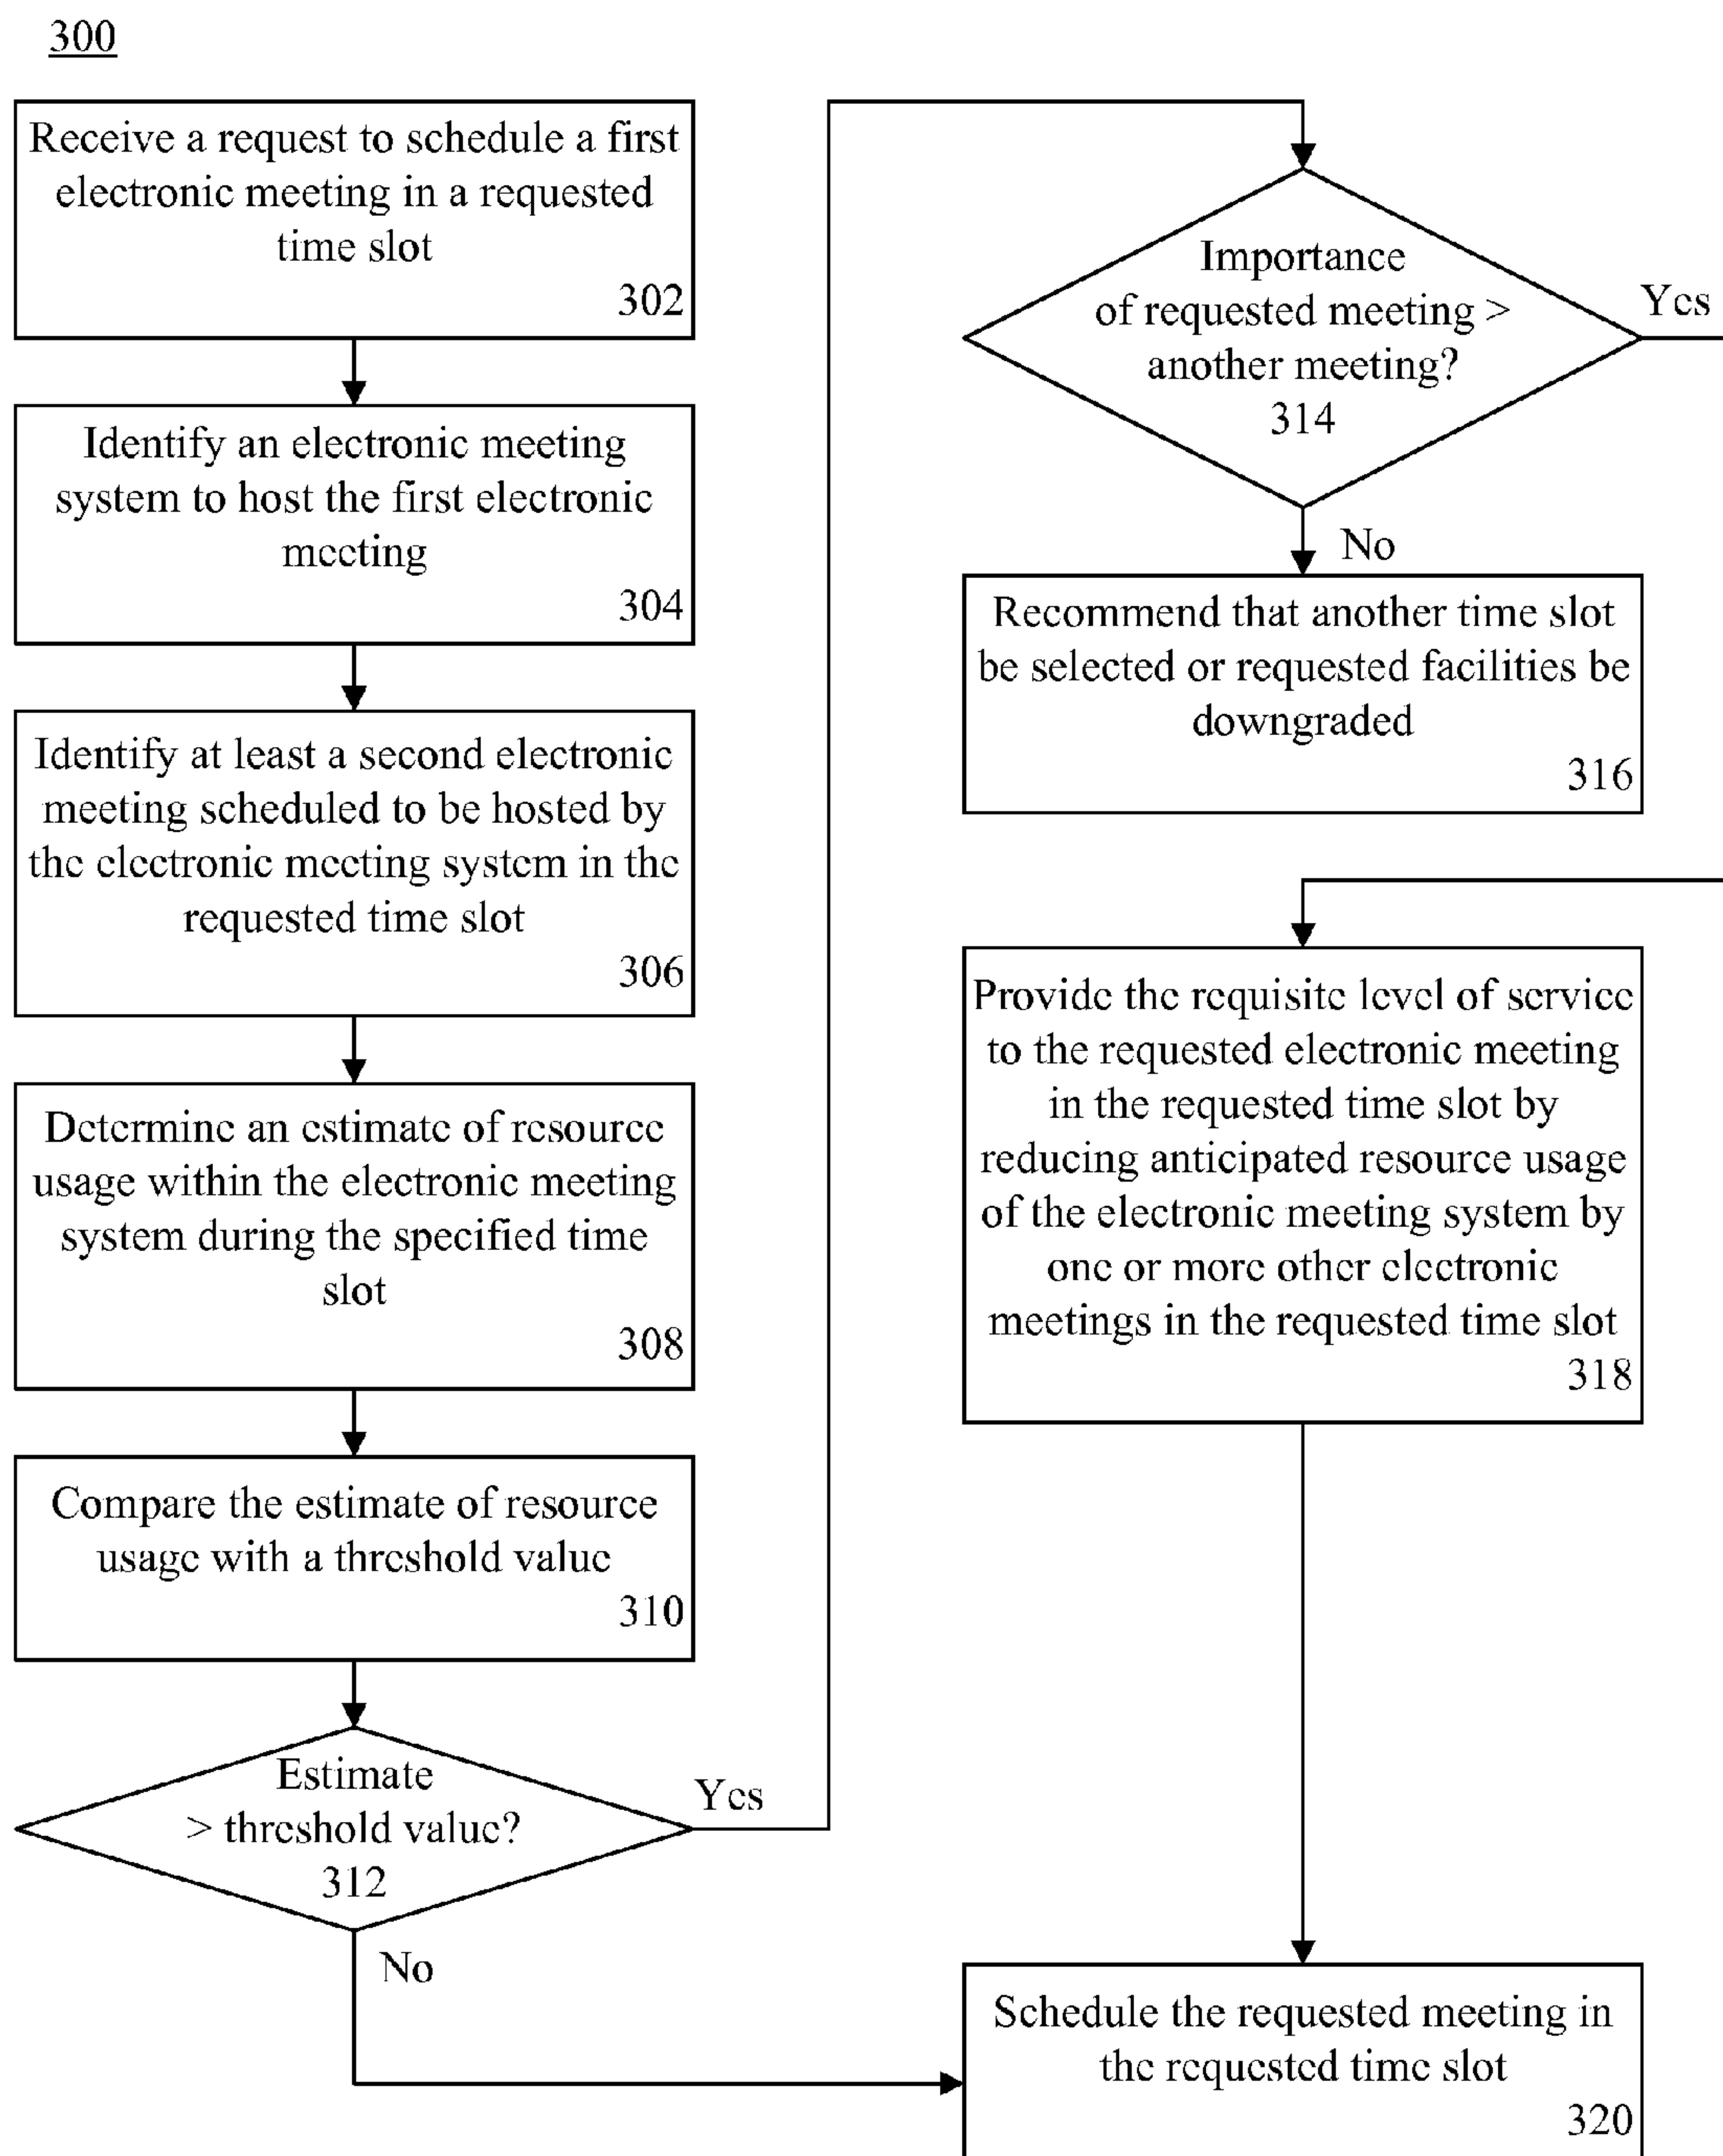 300
Receive a request to schedule a first
electronic meeting in a requested
time slot
302
Identify an electronic meeting
system to host the first electronic
meeting
304
Identify at least a second electronic
meeting scheduled to be hosted by
the electronic meeting system in the
requested time slot
306
Determine an estimate of resource
usage within the electronic meeting
system during the specified time
slot
308
Compare the estimate of resource
usage with a threshold value
310
Estimate
> threshold value?
312
Yes
No
Importance
of requested meeting >
another meeting?
314
Yes
No
Recommend that another time slot
be selected or requested facilities be
downgraded
316
Provide the requisite level of service
to the requested electronic meeting
in the requested time slot by
reducing anticipated resource usage
of the electronic meeting system by
one or more other electronic
meetings in the requested time slot
318
Schedule the requested meeting in
the requested time slot
320